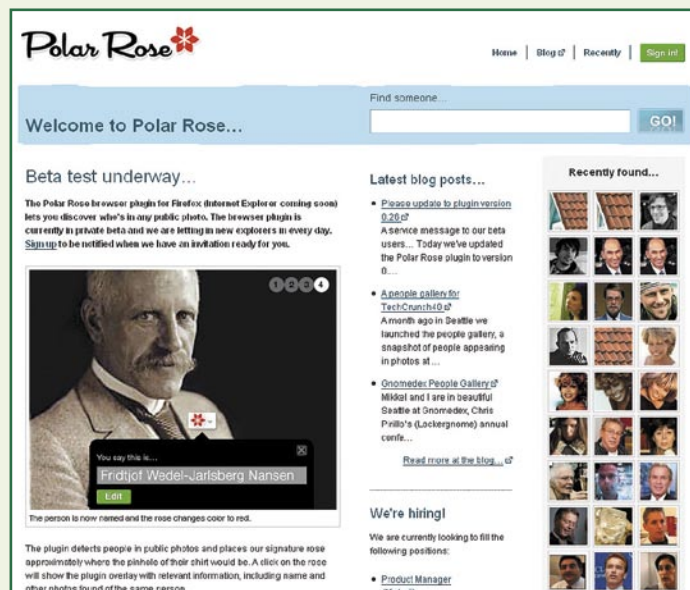 Polar Rose
Home | Blog | Recently | Sign in!
Find someone...
Welcome to Polar Rose...
GO!
Beta test underway...
The Polar Rose browser plugin for Firefox (Internet Explorer coming soon)
lets you discover who's in any public photo. The browser plugin is
currently in private beta and we are letting in new explorers in every day.
Sign up to be notified when we have an invitation ready for you.
1 2 3 4
You say this is...
Fridtjof Wedel-Jarlsberg Nansen
Edit
The person is now named and the rose changes color to red.
The plugin detects people in public photos and places our signature rose
approximately where the pinhole of their shirt would be. A click on the rose
will show the plugin overlay with relevant information, including name and
other photos found of the same person.
Latest blog posts...
• Please update to plugin version
0.26
A service message to our beta
users... Today we've updated
the Polar Rose plugin to version
0....
• A people gallery for
TechCrunch40
A month ago in Seattle we
launched the people gallery, a
snapshot of people appearing
in photos at ...
• Gnomedex People Gallery
Mikkel and I are in beautiful
Seattle at Gnomedex, Chris
Pirillo's (Lockergnome) annual
confe...
Read more at the blog...
We're hiring!
We are currently looking to fill the
following positions:
• Product Manager
Recently found...